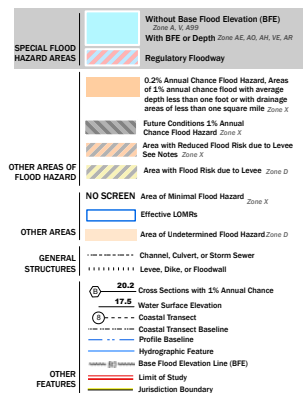 SPECIAL FLOOD
HAZARD AREAS
Without Base Flood Elevation (BFE)
Zone A, V, A99
With BFE or Depth Zone AE, AO, AH, VE, AR
Regulatory Floodway
OTHER AREAS OF
FLOOD HAZARD
0.2% Annual Chance Flood Hazard, Areas
of 1% annual chance flood with average
depth less than one foot or with drainage
areas of less than one square mile Zone X
Future Conditions 1% Annual
Chance Flood Hazard Zone X
Area with Reduced Flood Risk due to Levee
See Notes Zone X
Area with Flood Risk due to Levee Zone D
OTHER AREAS
NO SCREEN Area of Minimal Flood Hazard Zone X
Effective LOMRs
Area of Undetermined Flood Hazard Zone D
GENERAL
STRUCTURES
Channel, Culvert, or Storm Sewer
Levee, Dike, or Floodwall
OTHER
FEATURES
B 20.2 Cross Sections with 1% Annual Chance
17.5 Water Surface Elevation
8 Coastal Transect
Coastal Transect Baseline
Profile Baseline
Hydrographic Feature
Base Flood Elevation Line (BFE)
Limit of Study
Jurisdiction Boundary